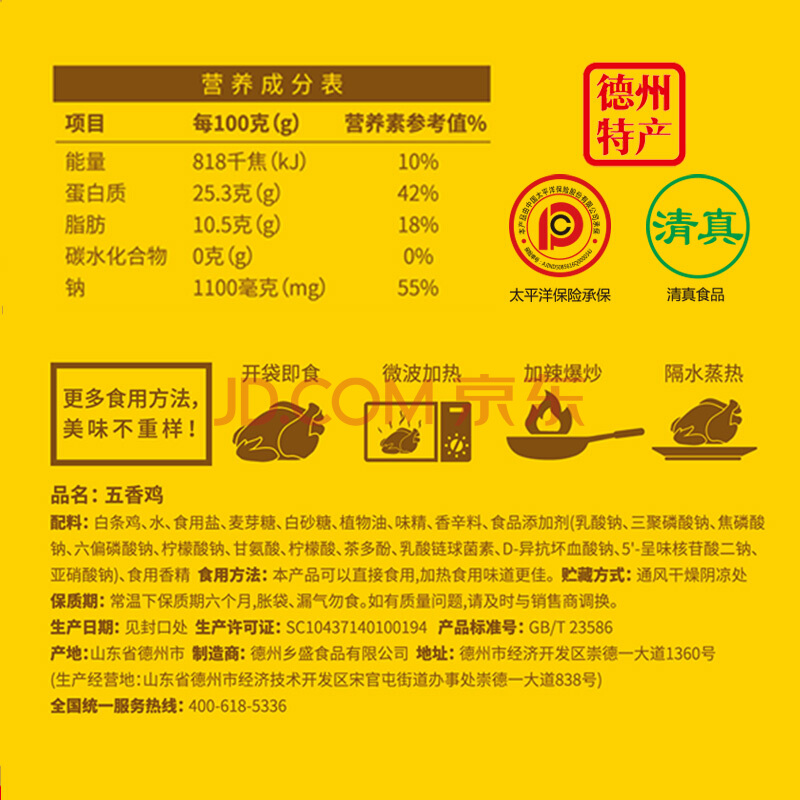 营养成分表
项目 每100克(g) 营养素参考值%
能量 818千焦(kJ) 10%
蛋白质 25.3克(g) 42%
脂肪 10.5克(g) 18%
碳水化合物 0克(g) 0%
钠 1100毫克(mg) 55%
德州
特产
本产品由中国太平洋保险股份有限公司承保
太平洋保险承保
清真
清真食品
更多食用方法,
美味不重样!
开袋即食 微波加热 加辣爆炒 隔水蒸热
JD.COM 京东
品名: 五香鸡
配料: 白条鸡、水、食用盐、麦芽糖、白砂糖、植物油、味精、香辛料、食品添加剂(乳酸钠、三聚磷酸钠、焦磷酸
钠、六偏磷酸钠、柠檬酸钠、甘氨酸、柠檬酸、茶多酚、乳酸链球菌素、D-异抗坏血酸钠、5'-呈味核苷酸二钠、
亚硝酸钠)、食用香精 食用方法: 本产品可以直接食用,加热食用味道更佳。 贮藏方式: 通风干燥阴凉处
保质期: 常温下保质期六个月,胀袋、漏气勿食。如有质量问题,请及时与销售商调换。
生产日期: 见封口处 生产许可证: SC10437140100194 产品标准号: GB/T 23586
产地: 山东省德州市 制造商: 德州乡盛食品有限公司 地址: 德州市经济开发区崇德一大道1360号
(生产经营地:山东省德州市经济技术开发区宋官屯街道办事处崇德一大道838号)
全国统一服务热线: 400-618-5336